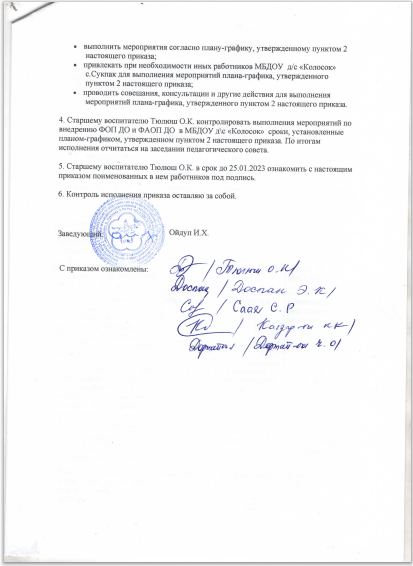 • выполнить мероприятия согласно плану-графику, утвержденному пунктом 2
настоящего приказа;
• привлекать при необходимости иных работников МБДОУ д/с «Колосок»
с.Сукпак для выполнения мероприятий плана-графика, утвержденного
пунктом 2 настоящего приказа;
• проводить совещания, консультации и другие действия для выполнения
мероприятий плана-графика, утвержденного пунктом 2 настоящего приказа.
4. Старшему воспитателю Тюлюш О.К. контролировать выполнения мероприятий по
внедрению ФОП ДО и ФАОП ДО в МБДОУ д/с «Колосок» сроки, установленные
планом-графиком, утвержденном пунктом 2 настоящего приказа. По итогам
исполнения отчитаться на заседании педагогического совета.
5. Старшему воспитателю Тюлюш О.К. в срок до 25.01.2023 ознакомить с настоящим
приказом поименованных в нем работников под подпись.
6. Контроль исполнения приказа оставляю за собой.
Заведующий: Ойдуп И.Х.
С приказом ознакомлены:
/ Тюлюш О.К/
/ Доспан Э.К/
/ Саая С.Р